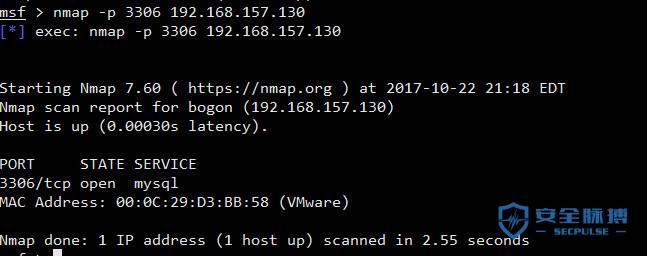 msf > nmap -p 3306 192.168.157.130
[*] exec: nmap -p 3306 192.168.157.130
Starting Nmap 7.60 ( https://nmap.org ) at 2017-10-22 21:18 EDT
Nmap scan report for bogon (192.168.157.130)
Host is up (0.00030s latency).
PORT     STATE SERVICE
3306/tcp open  mysql
MAC Address: 00:0C:29:D3:BB:58 (VMware)
安全脉搏
SECPULSE
Nmap done: 1 IP address (1 host up) scanned in 2.55 seconds